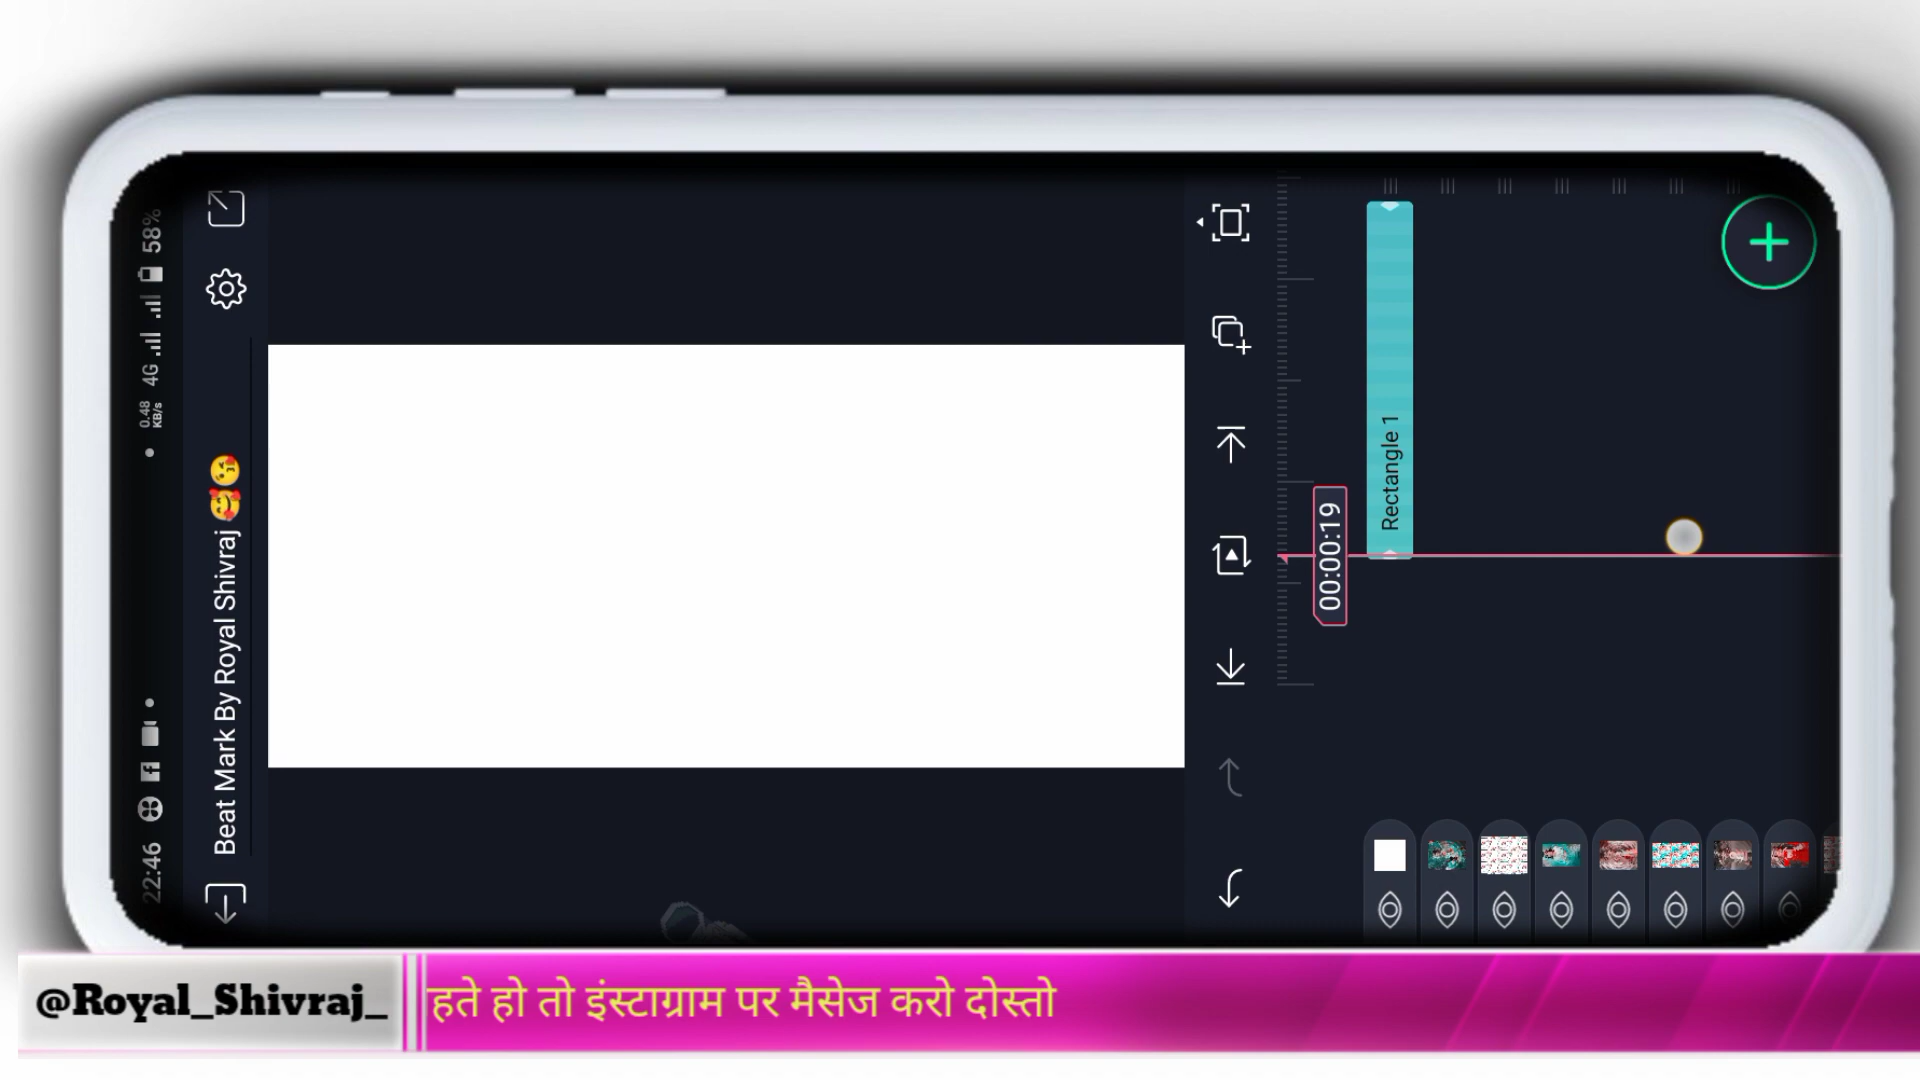 22:46
0.48 KB/s
4G
58%
Beat Mark By Royal Shivraj 🥰😘
00:00:19
Rectangle 1
@Royal_Shivraj_
हते हो तो इंस्टाग्राम पर मैसेज करो दोस्तो